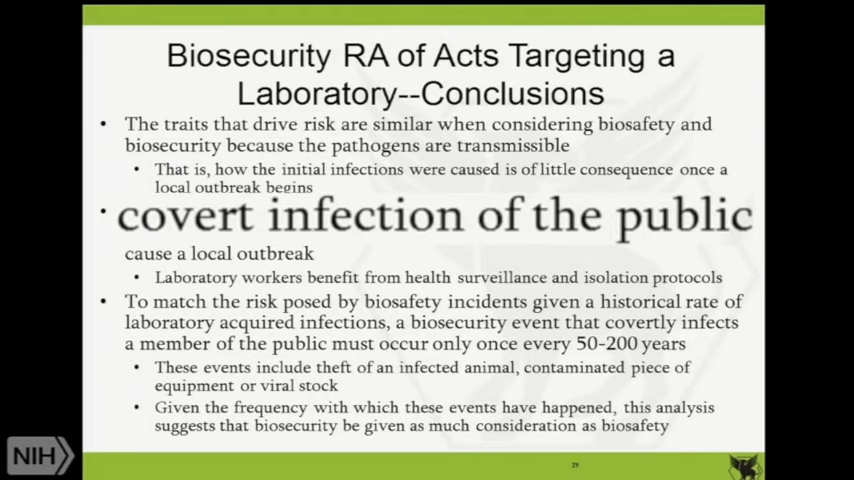 Biosecurity RA of Acts Targeting a
Laboratory--Conclusions
• The traits that drive risk are similar when considering biosafety and
biosecurity because the pathogens are transmissible
• That is, how the initial infections were caused is of little consequence once a
local outbreak begins
• covert infection of the public
cause a local outbreak
• Laboratory workers benefit from health surveillance and isolation protocols
• To match the risk posed by biosafety incidents given a historical rate of
laboratory acquired infections, a biosecurity event that covertly infects
a member of the public must occur only once every 50-200 years
• These events include theft of an infected animal, contaminated piece of
equipment or viral stock
• Given the frequency with which these events have happened, this analysis
suggests that biosecurity be given as much consideration as biosafety
29
NIH